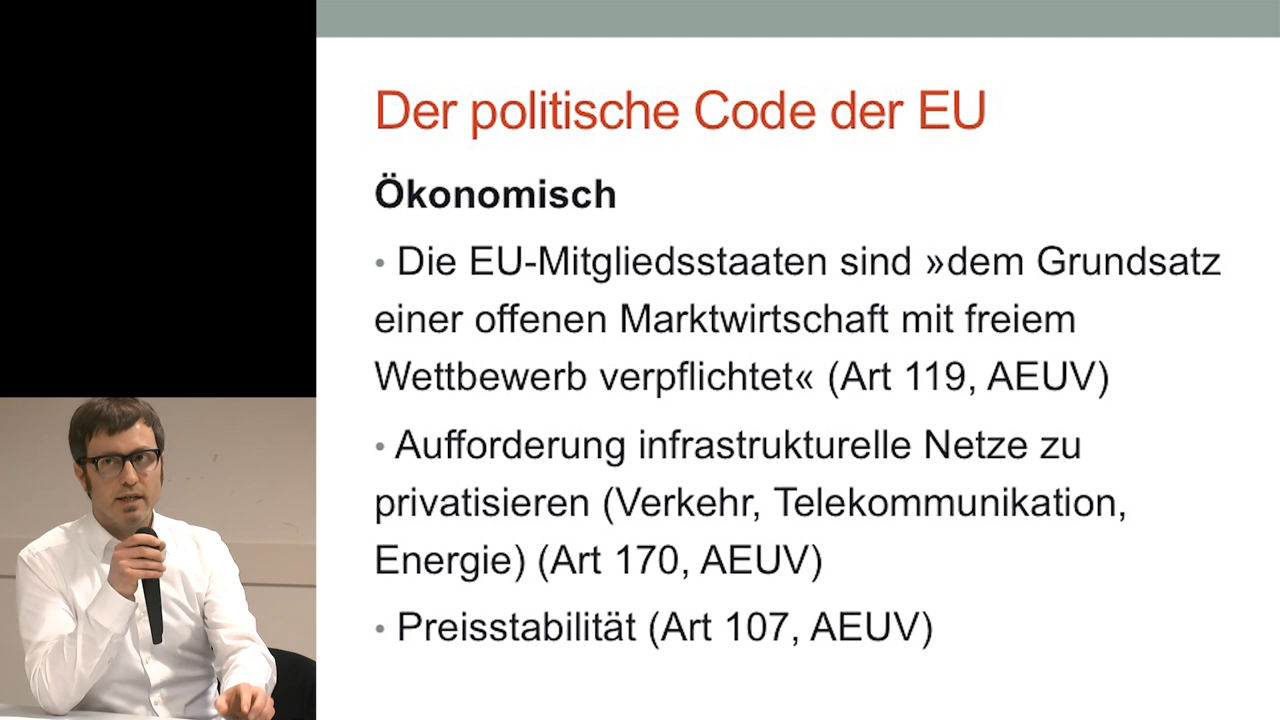 Der politische Code der EU
Ökonomisch
• Die EU-Mitgliedsstaaten sind »dem Grundsatz
einer offenen Marktwirtschaft mit freiem
Wettbewerb verpflichtet« (Art 119, AEUV)
• Aufforderung infrastrukturelle Netze zu
privatisieren (Verkehr, Telekommunikation,
Energie) (Art 170, AEUV)
• Preisstabilität (Art 107, AEUV)